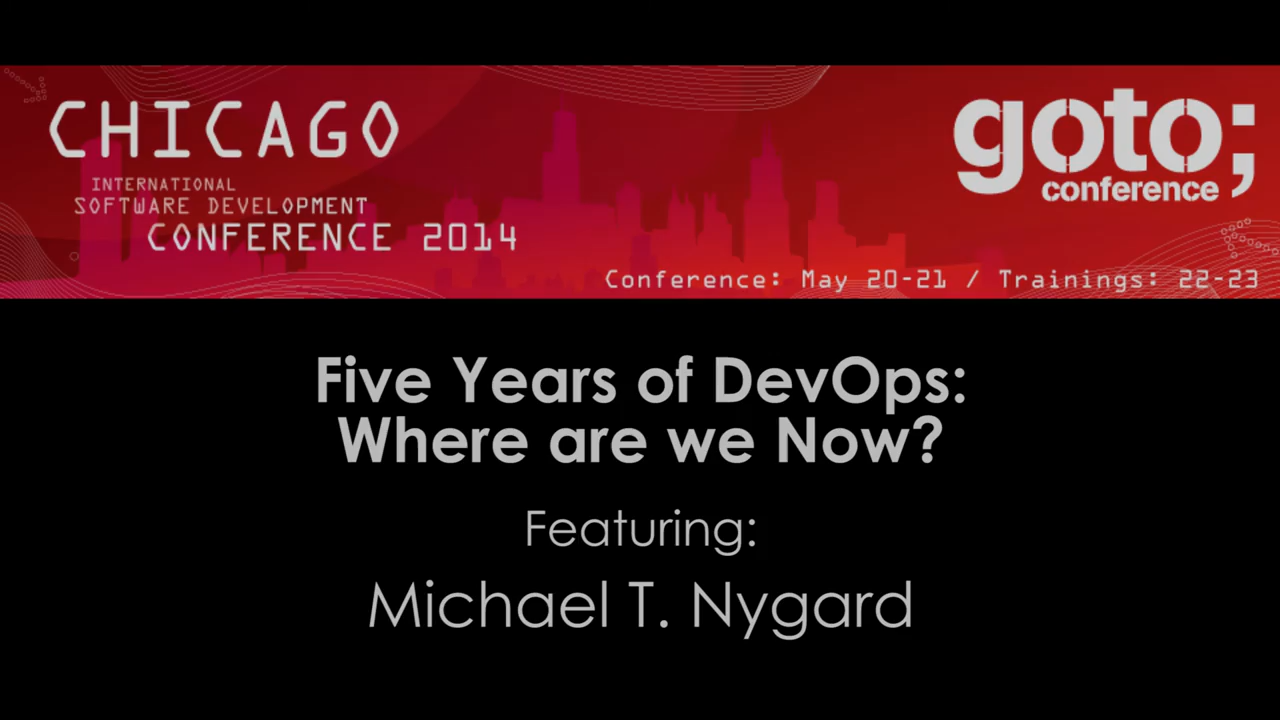 CHICAGO
INTERNATIONAL
SOFTWARE DEVELOPMENT
CONFERENCE 2014
goto;
conference
Conference: May 20-21 / Trainings: 22-23
Five Years of DevOps:
Where are we Now?
Featuring:
Michael T. Nygard